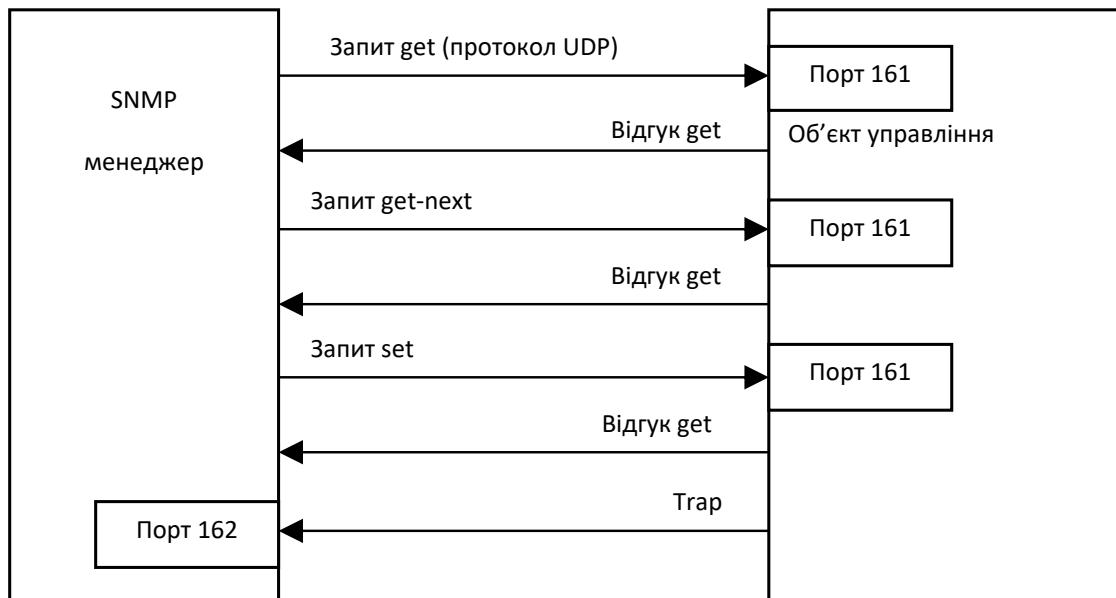 Запит get (протокол UDP)
Порт 161
SNMP
менеджер
Відгук get
Об’єкт управління
Запит get-next
Порт 161
Відгук get
Запит set
Порт 161
Відгук get
Trap
Порт 162